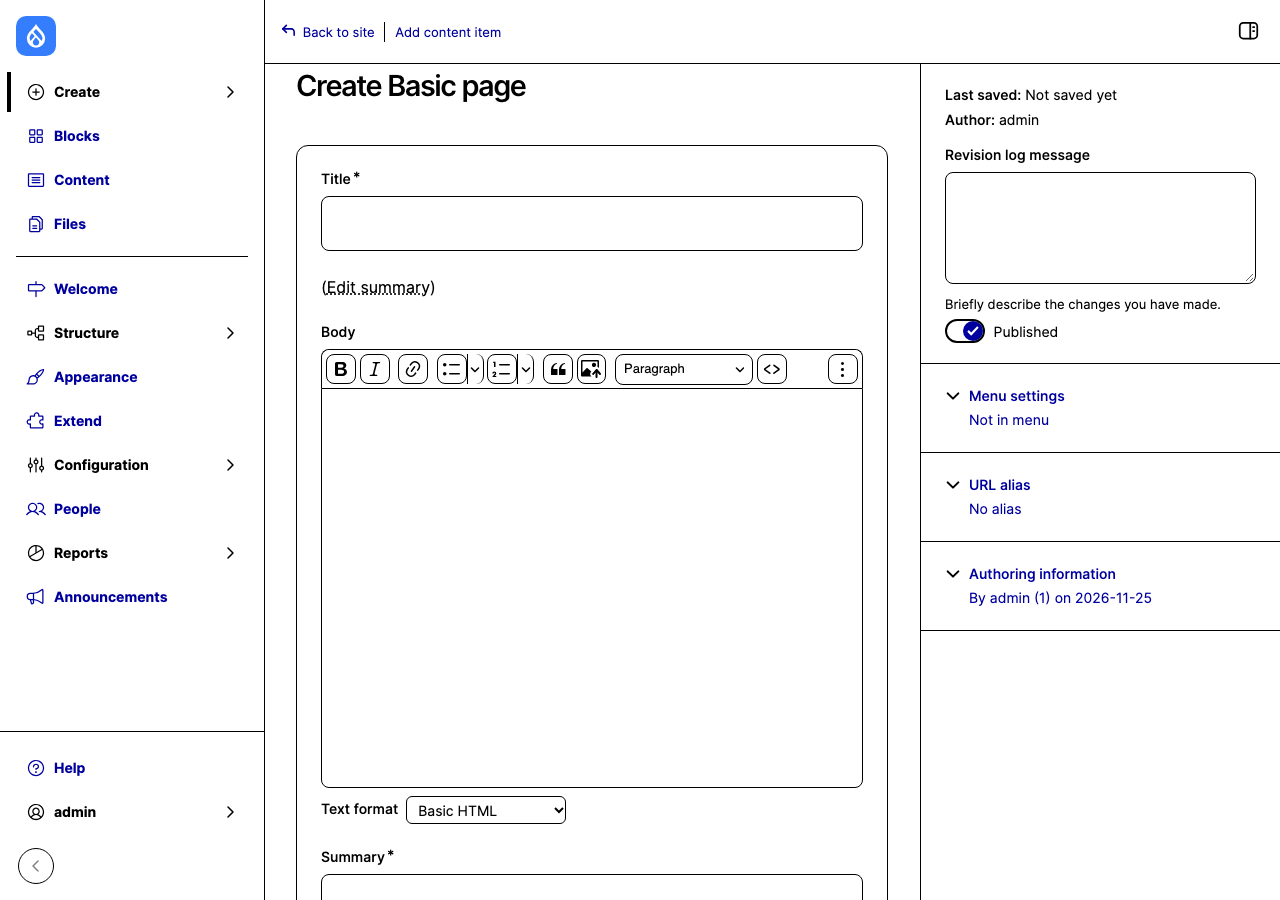 Create
Blocks
Content
Files
Welcome
Structure
Appearance
Extend
Configuration
People
Reports
Announcements
Help
admin
Back to site
Add content item
Create Basic page
Title*
(Edit summary)
Body
B I Paragraph
Text format Basic HTML
Summary*
Last saved: Not saved yet
Author: admin
Revision log message
Briefly describe the changes you have made.
Published
Menu settings
Not in menu
URL alias
No alias
Authoring information
By admin (1) on 2026-11-25